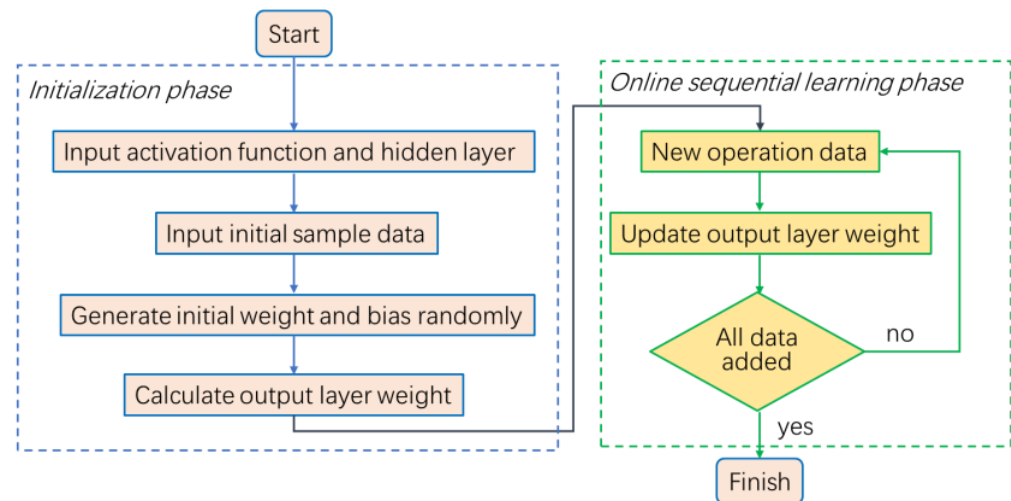 Start
Initialization phase
Input activation function and hidden layer
Input initial sample data
Generate initial weight and bias randomly
Calculate output layer weight
Online sequential learning phase
New operation data
Update output layer weight
All data
added
no
yes
Finish